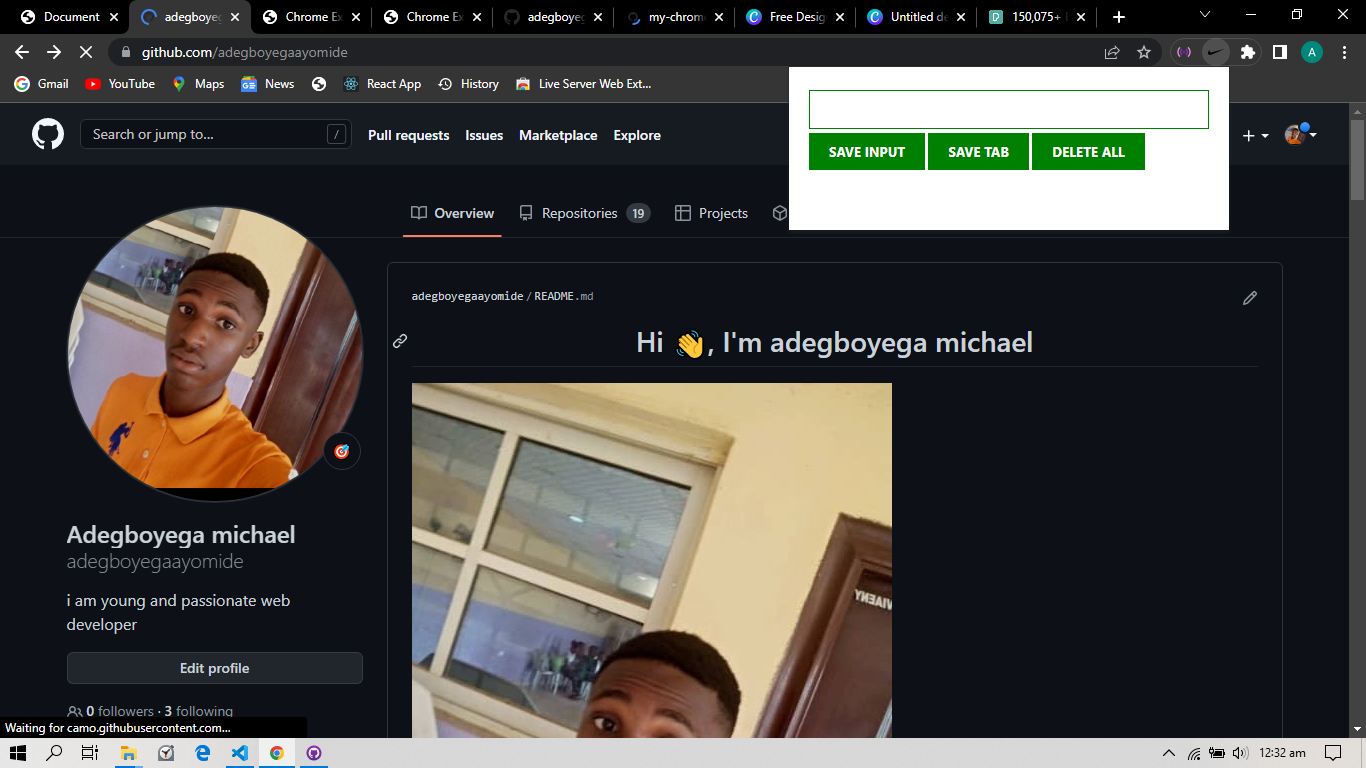 Document
adegboyeg
Chrome Ex
Chrome Ex
adegboyeg
my-chrom
Free Desig
Untitled de
150,075+
github.com/adegboyegaayomide
A
Gmail
YouTube
Maps
News
React App
History
Live Server Web Ext...
Search or jump to...
/
Pull requests
Issues
Marketplace
Explore
SAVE INPUT
SAVE TAB
DELETE ALL
Overview
Repositories 19
Projects
adegboyegaayomide/README.md
Hi 👋, I'm adegboyega michael
Adegboyega michael
adegboyegaayomide
i am young and passionate web
developer
Edit profile
0 followers · 3 following
Waiting for camo.githubusercontent.com...
12:32 am